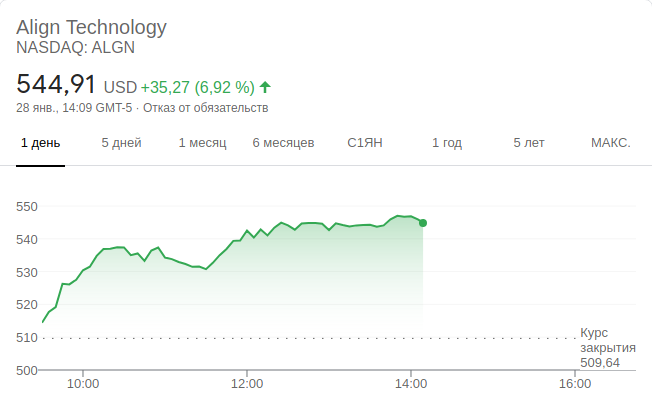 Align Technology
NASDAQ: ALGN
544,91 USD +35,27 (6,92 %)
28 янв., 14:09 GMT-5 · Отказ от обязательств
1 день 5 дней 1 месяц 6 месяцев С1ЯН 1 год 5 лет МАКС.
550
540
530
520
510
Курс
закрытия
509,64
500
10:00 12:00 14:00 16:00